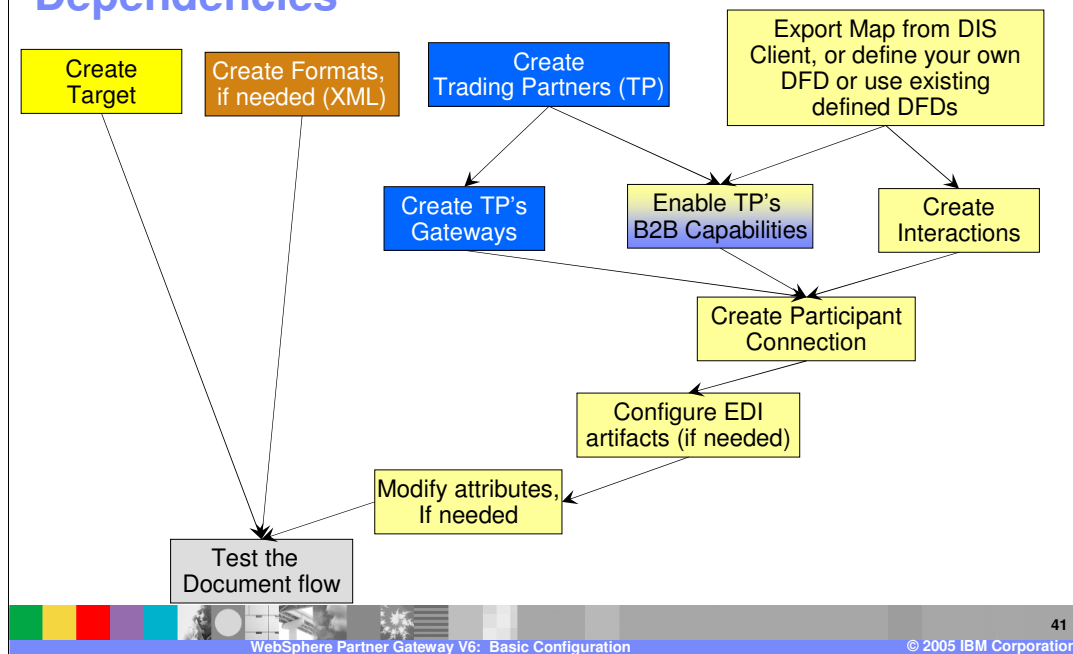 Dependencies
Create
Target
Create Formats,
if needed (XML)
Create
Trading Partners (TP)
Export Map from DIS
Client, or define your own
DFD or use existing
defined DFDs
Create TP's
Gateways
Enable TP's
B2B Capabilities
Create
Interactions
Create Participant
Connection
Configure EDI
artifacts (if needed)
Modify attributes,
If needed
Test the
Document flow
41
WebSphere Partner Gateway V6: Basic Configuration
© 2005 IBM Corporation